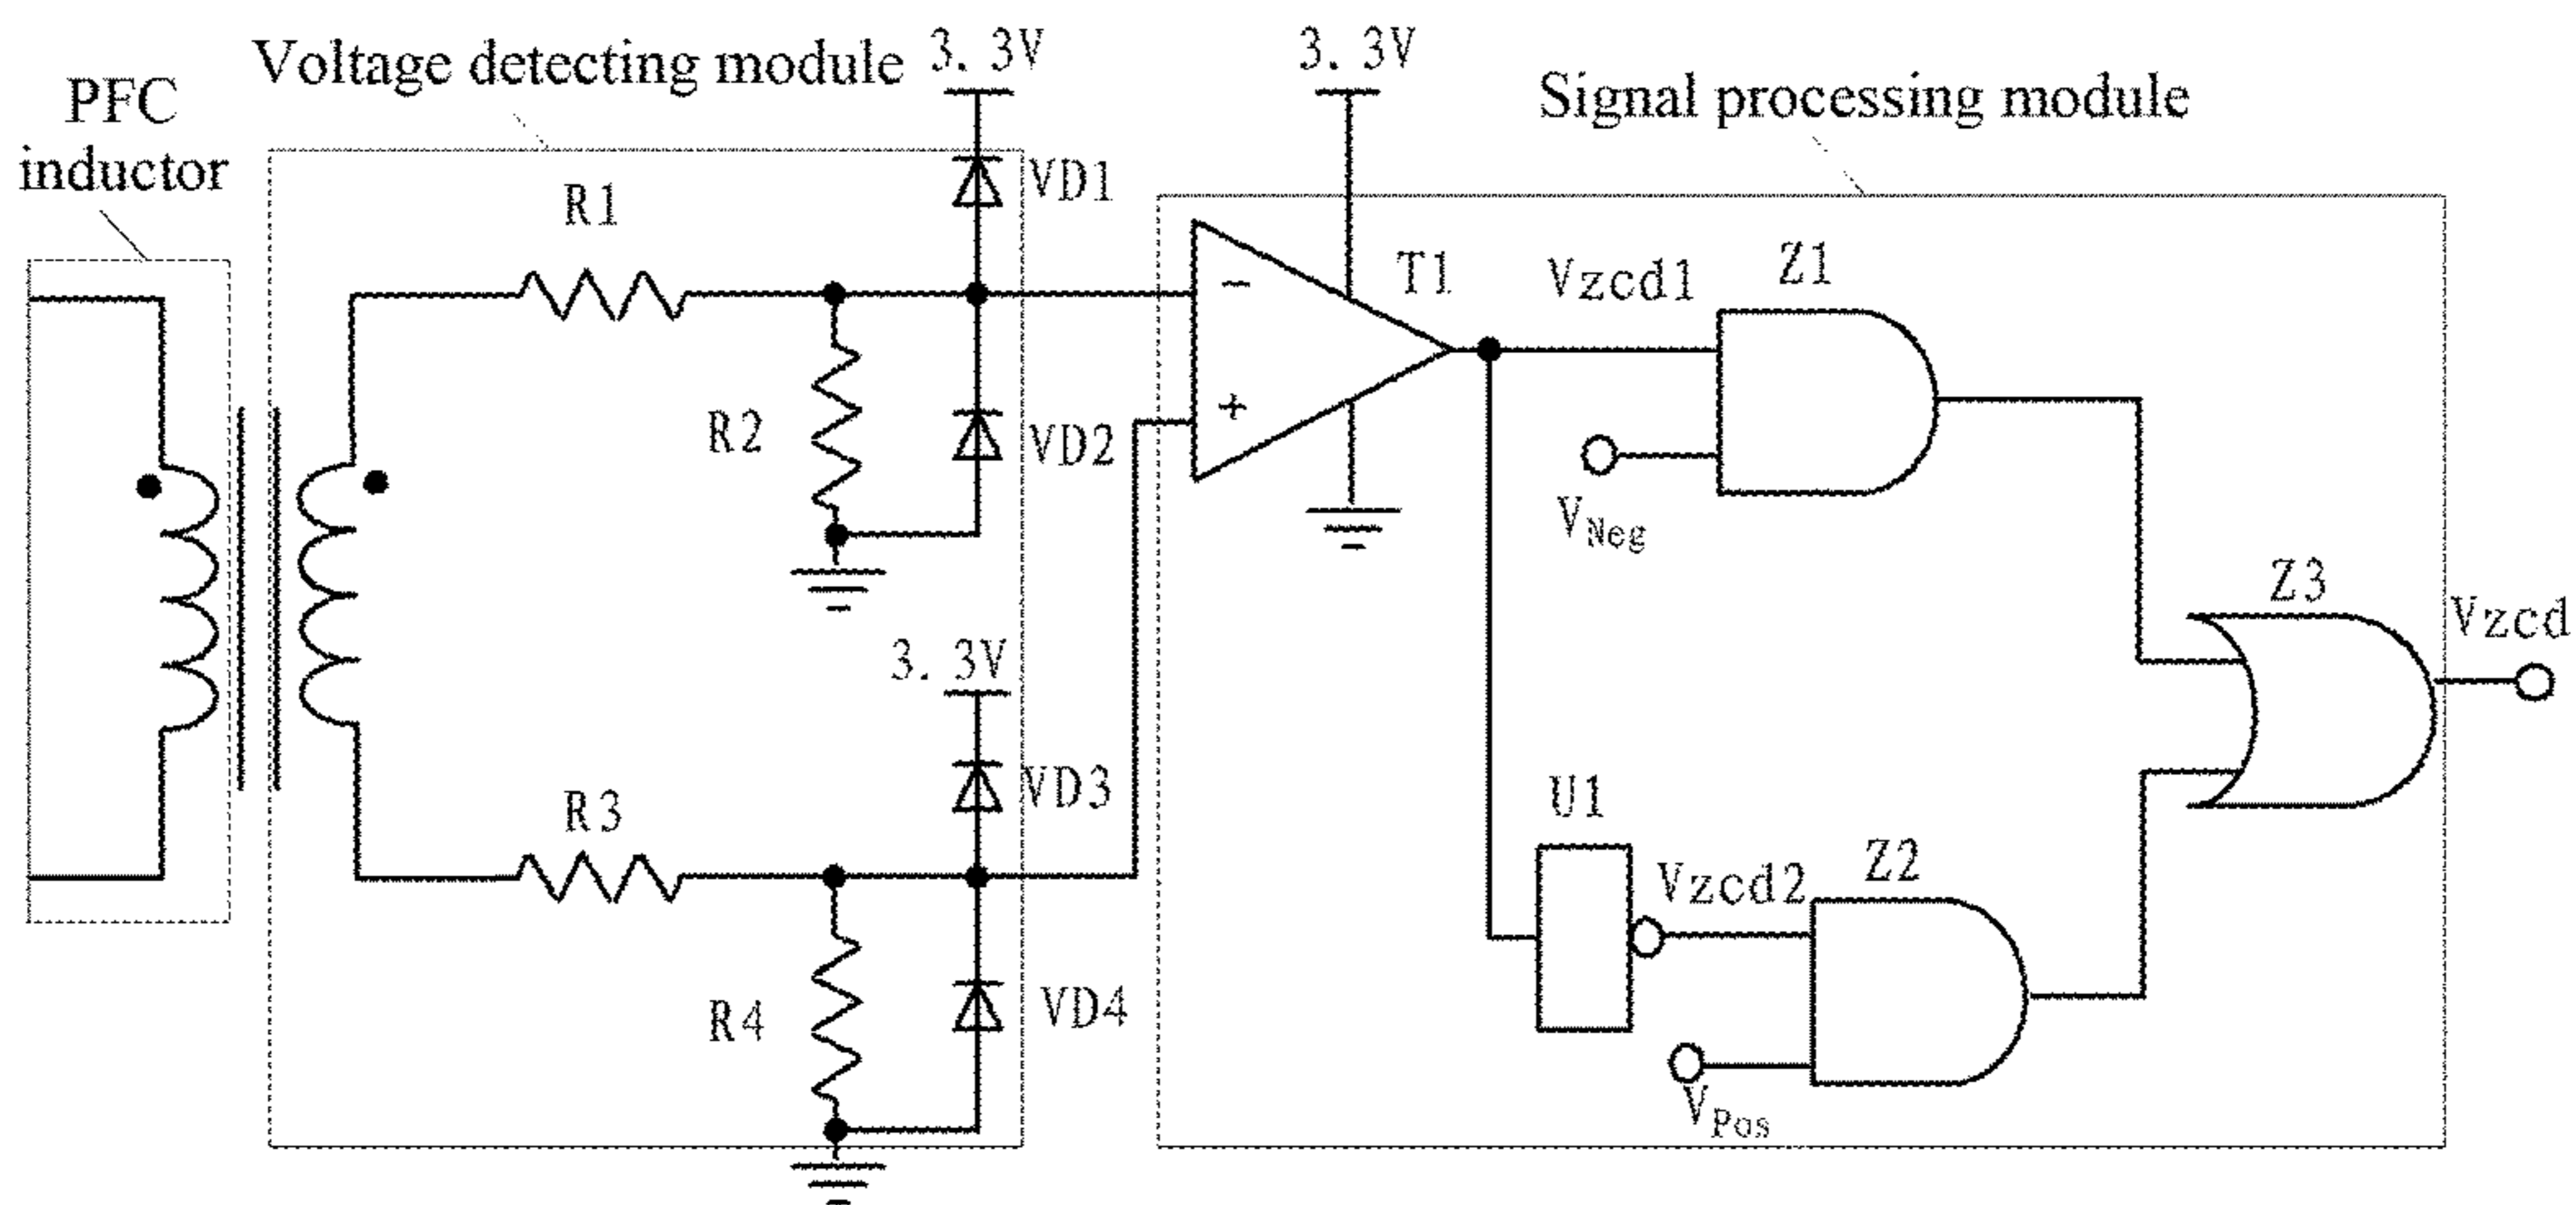 Voltage detecting module
3. 3V
3. 3V
PFC
inductor
Signal processing module
VD1
R1
T1
Vzcd1
Z1
-
R2
VD2
+
VNeg
Z3
Vzcd
3. 3V
VD3
R3
U1
Vzcd2
Z2
R4
VD4
VPos